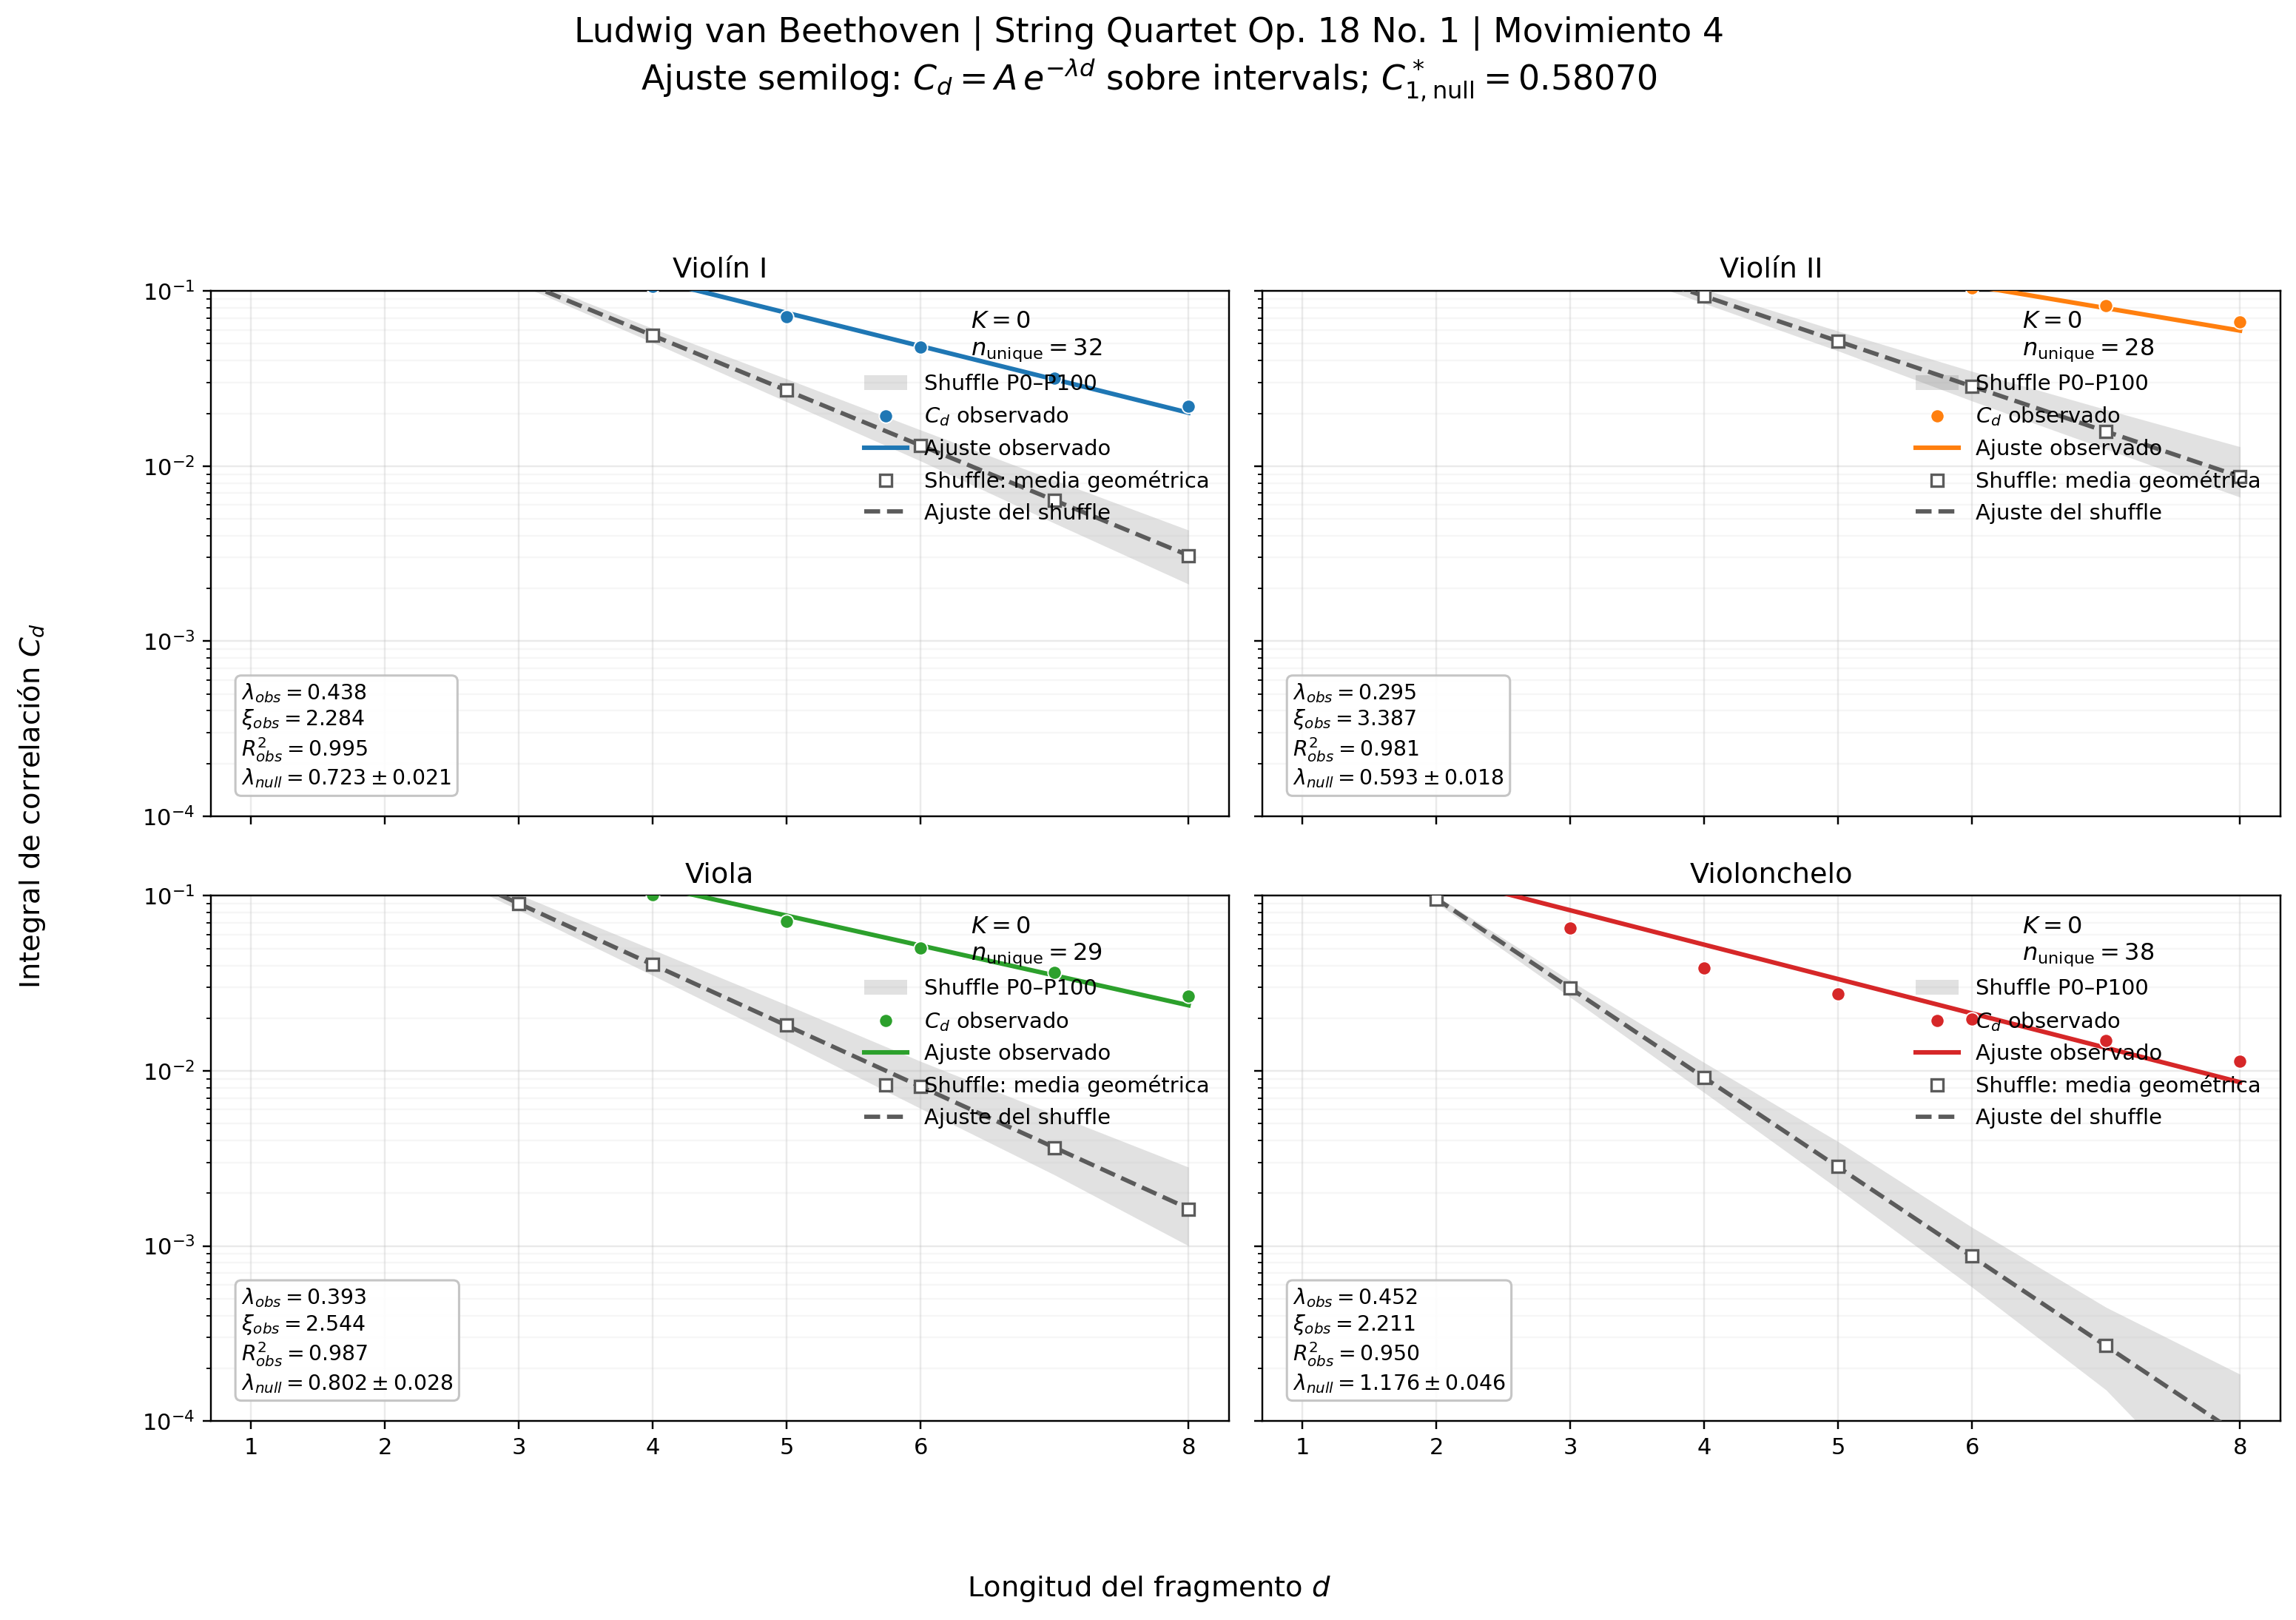 Ludwig van Beethoven | String Quartet Op. 18 No. 1 | Movimiento 4
Ajuste semilog: C_d = A e^{−λd} sobre intervals; C^*_{1,null} = 0.58070
Integral de correlación C_d
Violín I
10^{−1}
10^{−2}
10^{−3}
10^{−4}
K = 0
n_unique = 32
Shuffle P0–P100
C_d observado
Ajuste observado
Shuffle: media geométrica
Ajuste del shuffle
λ_obs = 0.438
ξ_obs = 2.284
R²_obs = 0.995
λ_null = 0.723 ± 0.021
Violín II
K = 0
n_unique = 28
Shuffle P0–P100
C_d observado
Ajuste observado
Shuffle: media geométrica
Ajuste del shuffle
λ_obs = 0.295
ξ_obs = 3.387
R²_obs = 0.981
λ_null = 0.593 ± 0.018
Viola
10^{−1}
10^{−2}
10^{−3}
10^{−4}
K = 0
n_unique = 29
Shuffle P0–P100
C_d observado
Ajuste observado
Shuffle: media geométrica
Ajuste del shuffle
λ_obs = 0.393
ξ_obs = 2.544
R²_obs = 0.987
λ_null = 0.802 ± 0.028
1 2 3 4 5 6 8
Violonchelo
K = 0
n_unique = 38
Shuffle P0–P100
C_d observado
Ajuste observado
Shuffle: media geométrica
Ajuste del shuffle
λ_obs = 0.452
ξ_obs = 2.211
R²_obs = 0.950
λ_null = 1.176 ± 0.046
1 2 3 4 5 6 8
Longitud del fragmento d